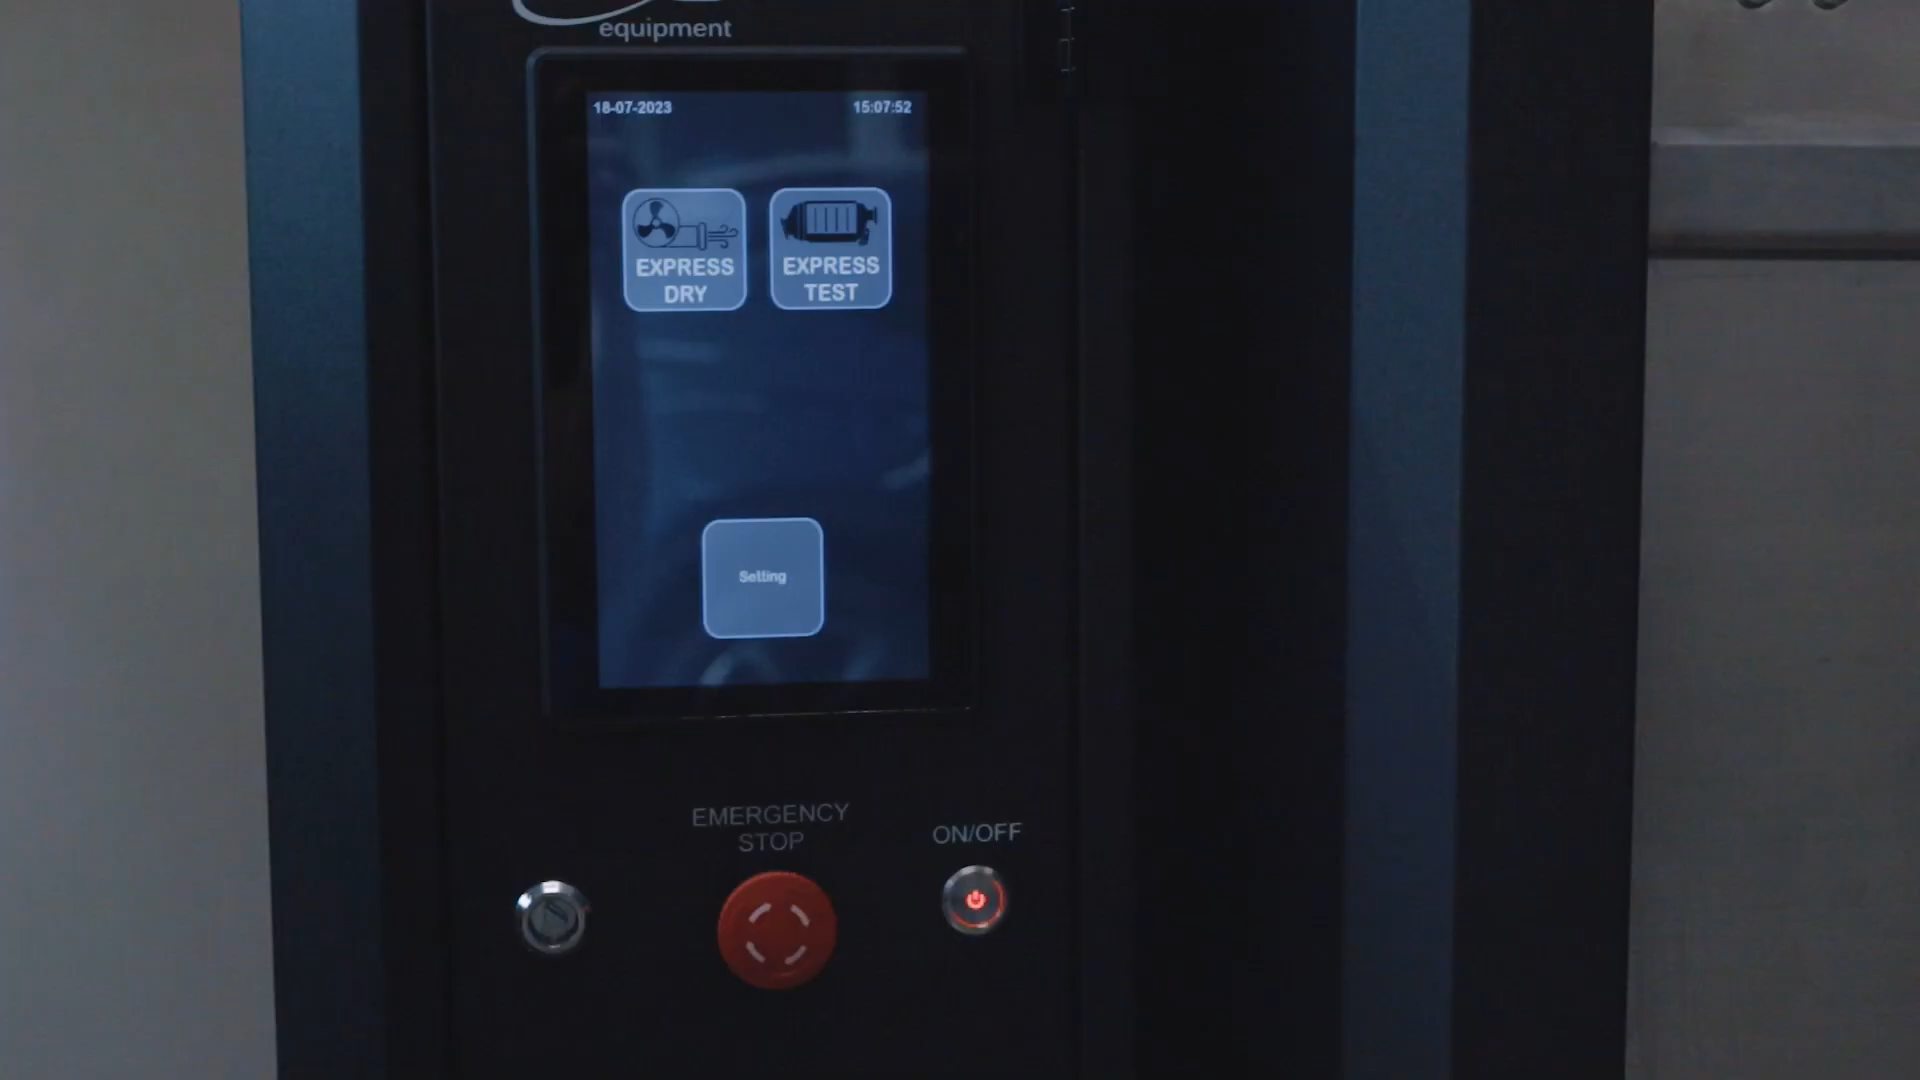 equipment
18-07-2023 15:07:52
EXPRESS
DRY
EXPRESS
TEST
Setting
EMERGENCY
STOP
ON/OFF